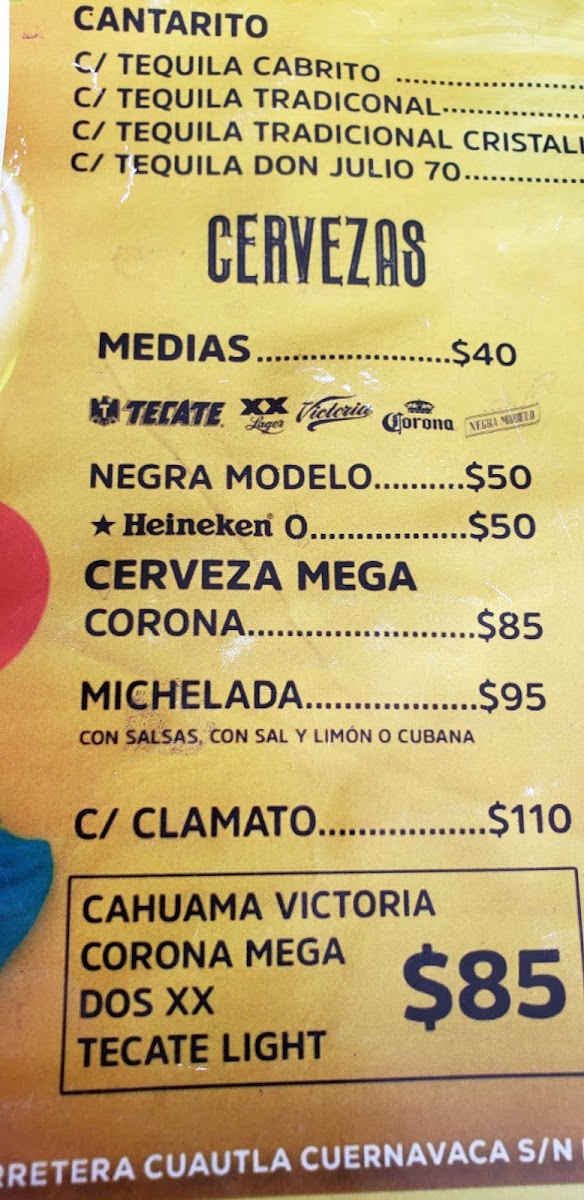 CANTARITO
C/ TEQUILA CABRITO ....................
C/ TEQUILA TRADICONAL...............
C/ TEQUILA TRADICIONAL CRISTALI
C/ TEQUILA DON JULIO 70.............
CERVEZAS
MEDIAS......................$40
TECATE XX Lager Victoria Corona NEGRA MODELO
NEGRA MODELO..........$50
★ Heineken 0.................$50
CERVEZA MEGA
CORONA.........................$85
MICHELADA...................$95
CON SALSAS, CON SAL Y LIMÓN O CUBANA
C/ CLAMATO..................$110
CAHUAMA VICTORIA
CORONA MEGA
DOS XX
TECATE LIGHT
$85
RRETERA CUAUTLA CUERNAVACA S/N